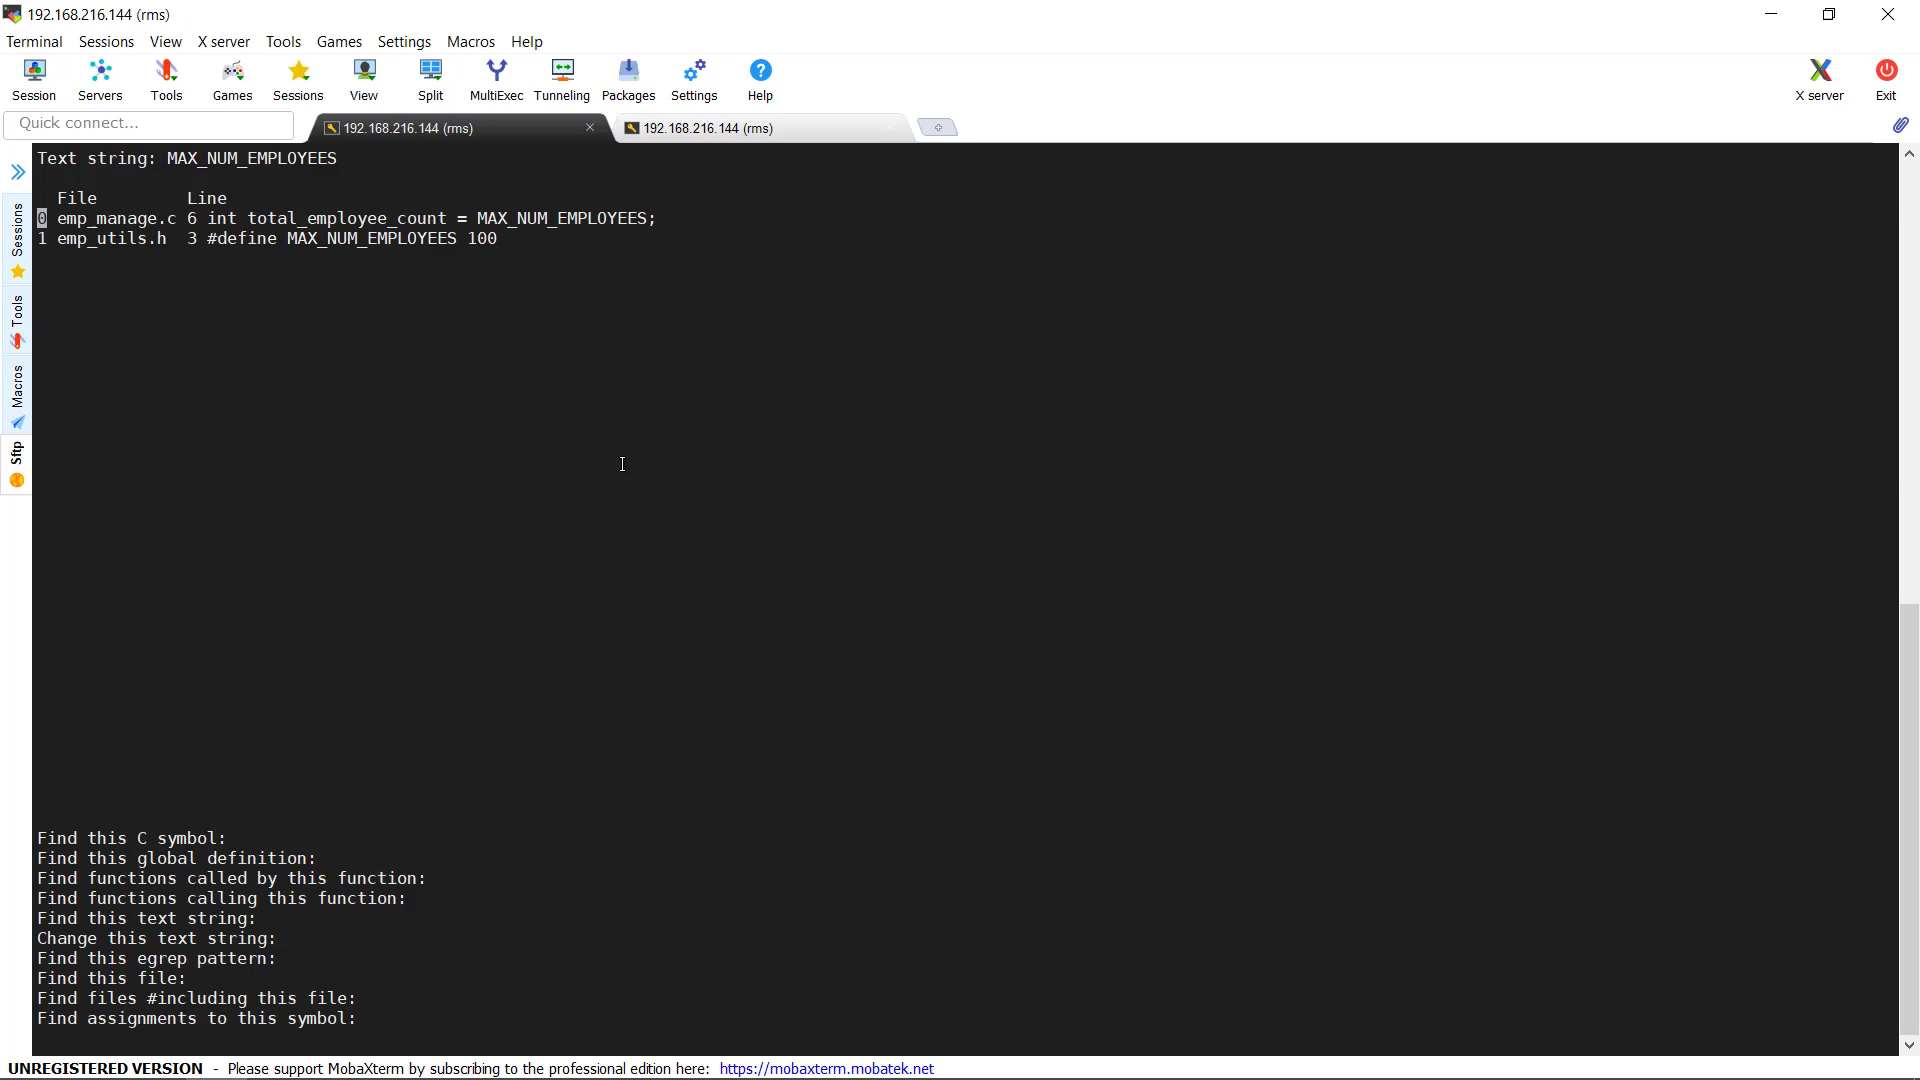 192.168.216.144 (rms)
Terminal Sessions View X server Tools Games Settings Macros Help
Session Servers Tools Games Sessions View Split MultiExec Tunneling Packages Settings Help X server Exit
Quick connect... 192.168.216.144 (rms) 192.168.216.144 (rms)
Text string: MAX_NUM_EMPLOYEES
File Line
0 emp_manage.c 6 int total_employee_count = MAX_NUM_EMPLOYEES;
1 emp_utils.h 3 #define MAX_NUM_EMPLOYEES 100
Sessions
Tools
Macros
Sftp
Find this C symbol:
Find this global definition:
Find functions called by this function:
Find functions calling this function:
Find this text string:
Change this text string:
Find this egrep pattern:
Find this file:
Find files #including this file:
Find assignments to this symbol:
UNREGISTERED VERSION - Please support MobaXterm by subscribing to the professional edition here: https://mobaxterm.mobatek.net